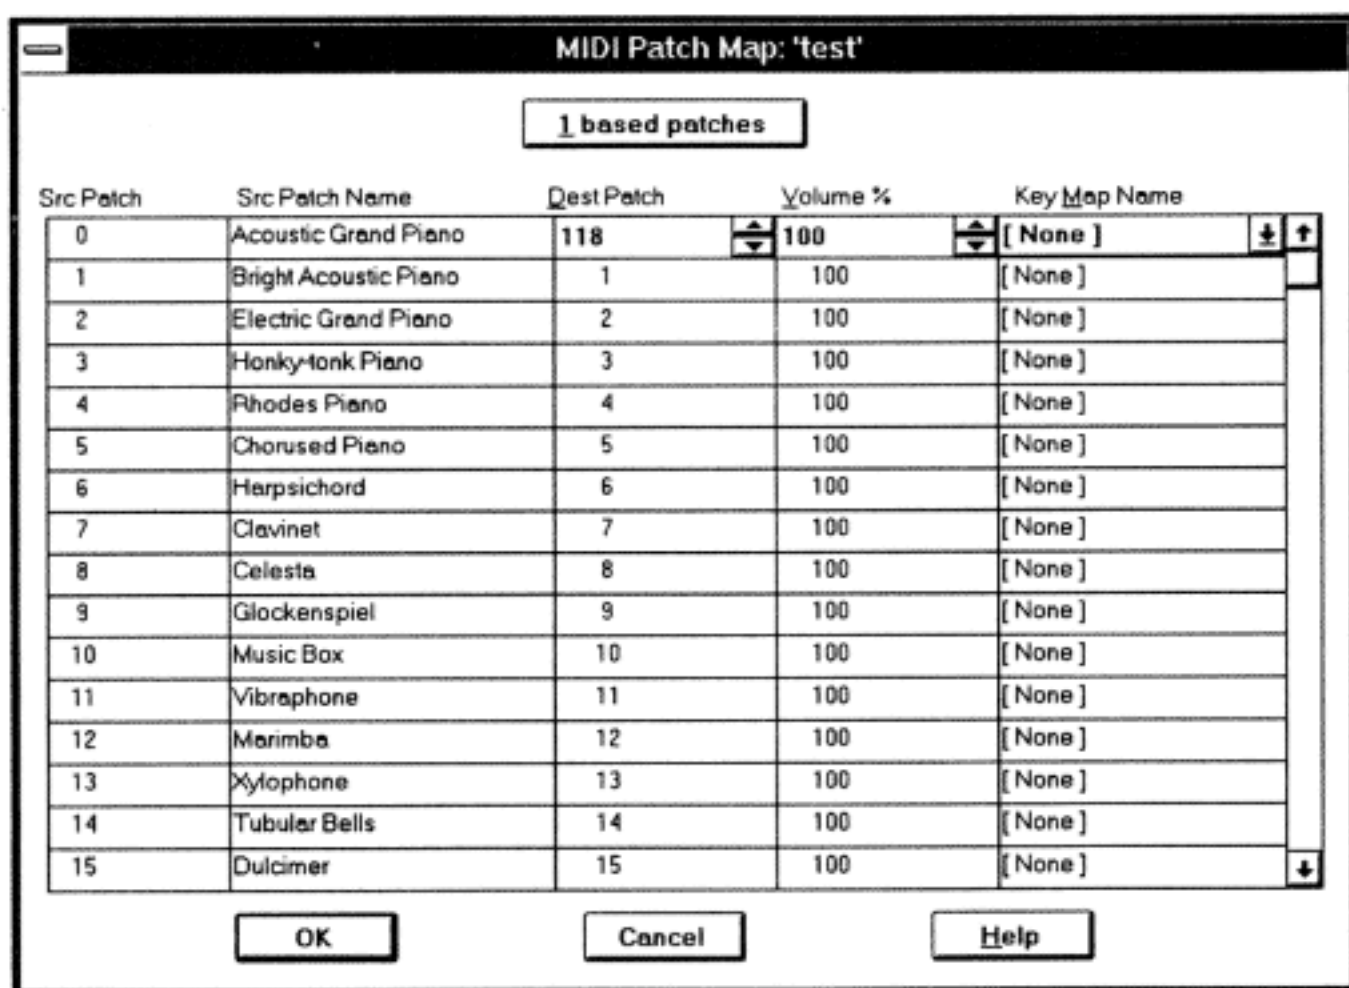 MIDI Patch Map: 'test'
1 based patches
Src Patch Src Patch Name Dest Patch Volume % Key Map Name
0 Acoustic Grand Piano 118 100 [ None ]
1 Bright Acoustic Piano 1 100 [ None ]
2 Electric Grand Piano 2 100 [ None ]
3 Honky-tonk Piano 3 100 [ None ]
4 Rhodes Piano 4 100 [ None ]
5 Chorused Piano 5 100 [ None ]
6 Harpsichord 6 100 [ None ]
7 Clavinet 7 100 [ None ]
8 Celesta 8 100 [ None ]
9 Glockenspiel 9 100 [ None ]
10 Music Box 10 100 [ None ]
11 Vibraphone 11 100 [ None ]
12 Marimba 12 100 [ None ]
13 Xylophone 13 100 [ None ]
14 Tubular Bells 14 100 [ None ]
15 Dulcimer 15 100 [ None ]
OK Cancel Help